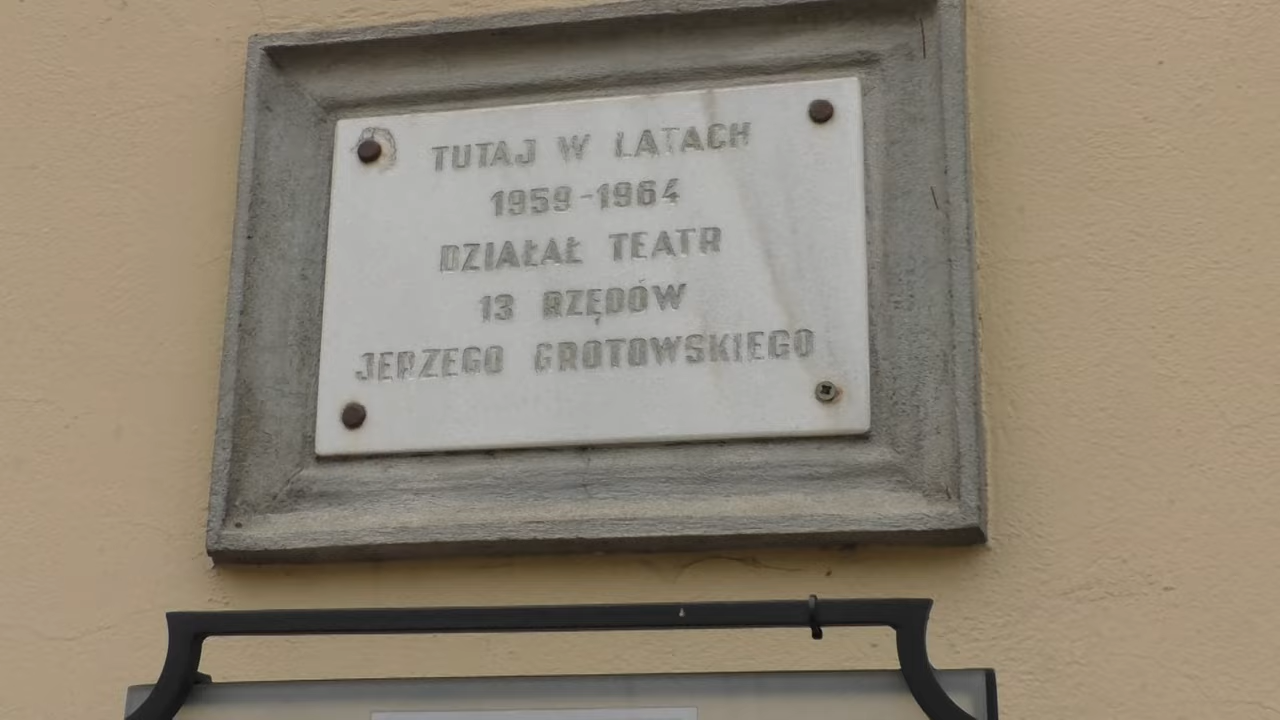 TUTAJ W LATACH
1959-1964
DZIAŁAŁ TEATR
13 RZĘDÓW
JERZEGO GROTOWSKIEGO